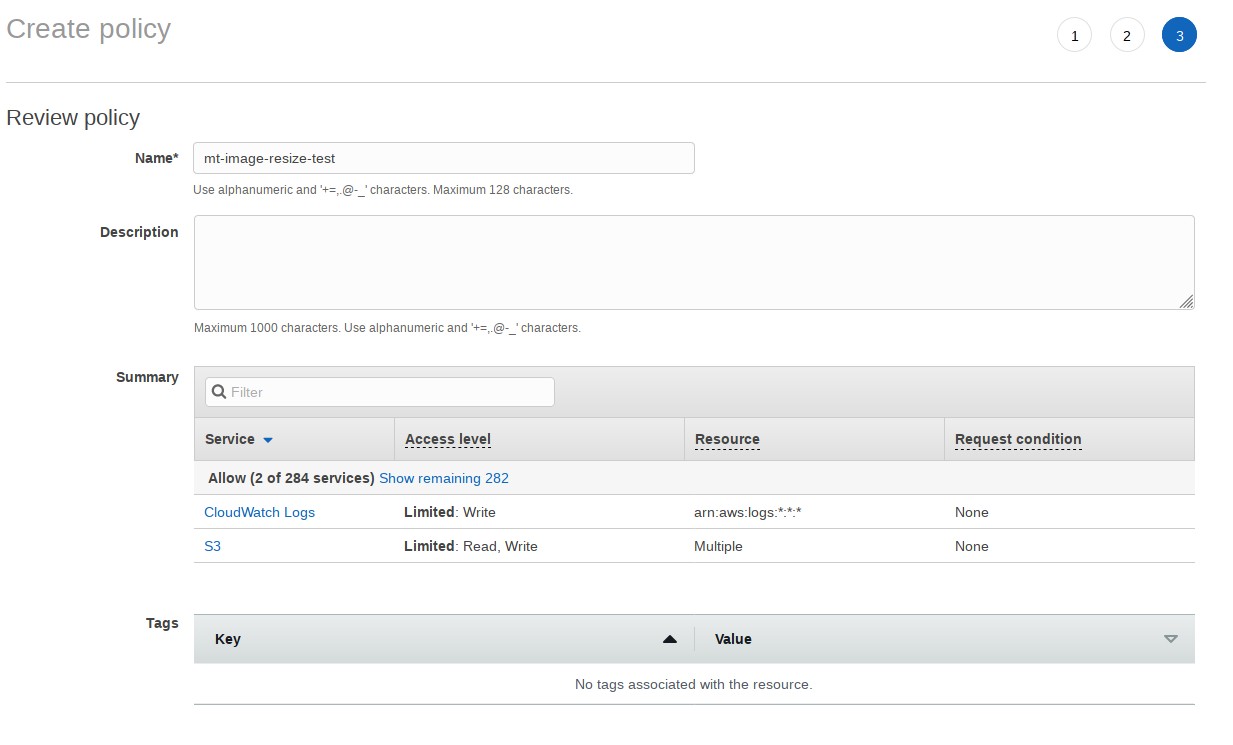 Create policy
1 2 3
Review policy
Name* mt-image-resize-test
Use alphanumeric and '+=,.@-_' characters. Maximum 128 characters.
Description
Maximum 1000 characters. Use alphanumeric and '+=,.@-_' characters.
Summary Filter
Service Access level Resource Request condition
Allow (2 of 284 services) Show remaining 282
CloudWatch Logs Limited: Write arn:aws:logs:*:*:* None
S3 Limited: Read, Write Multiple None
Tags
Key Value
No tags associated with the resource.